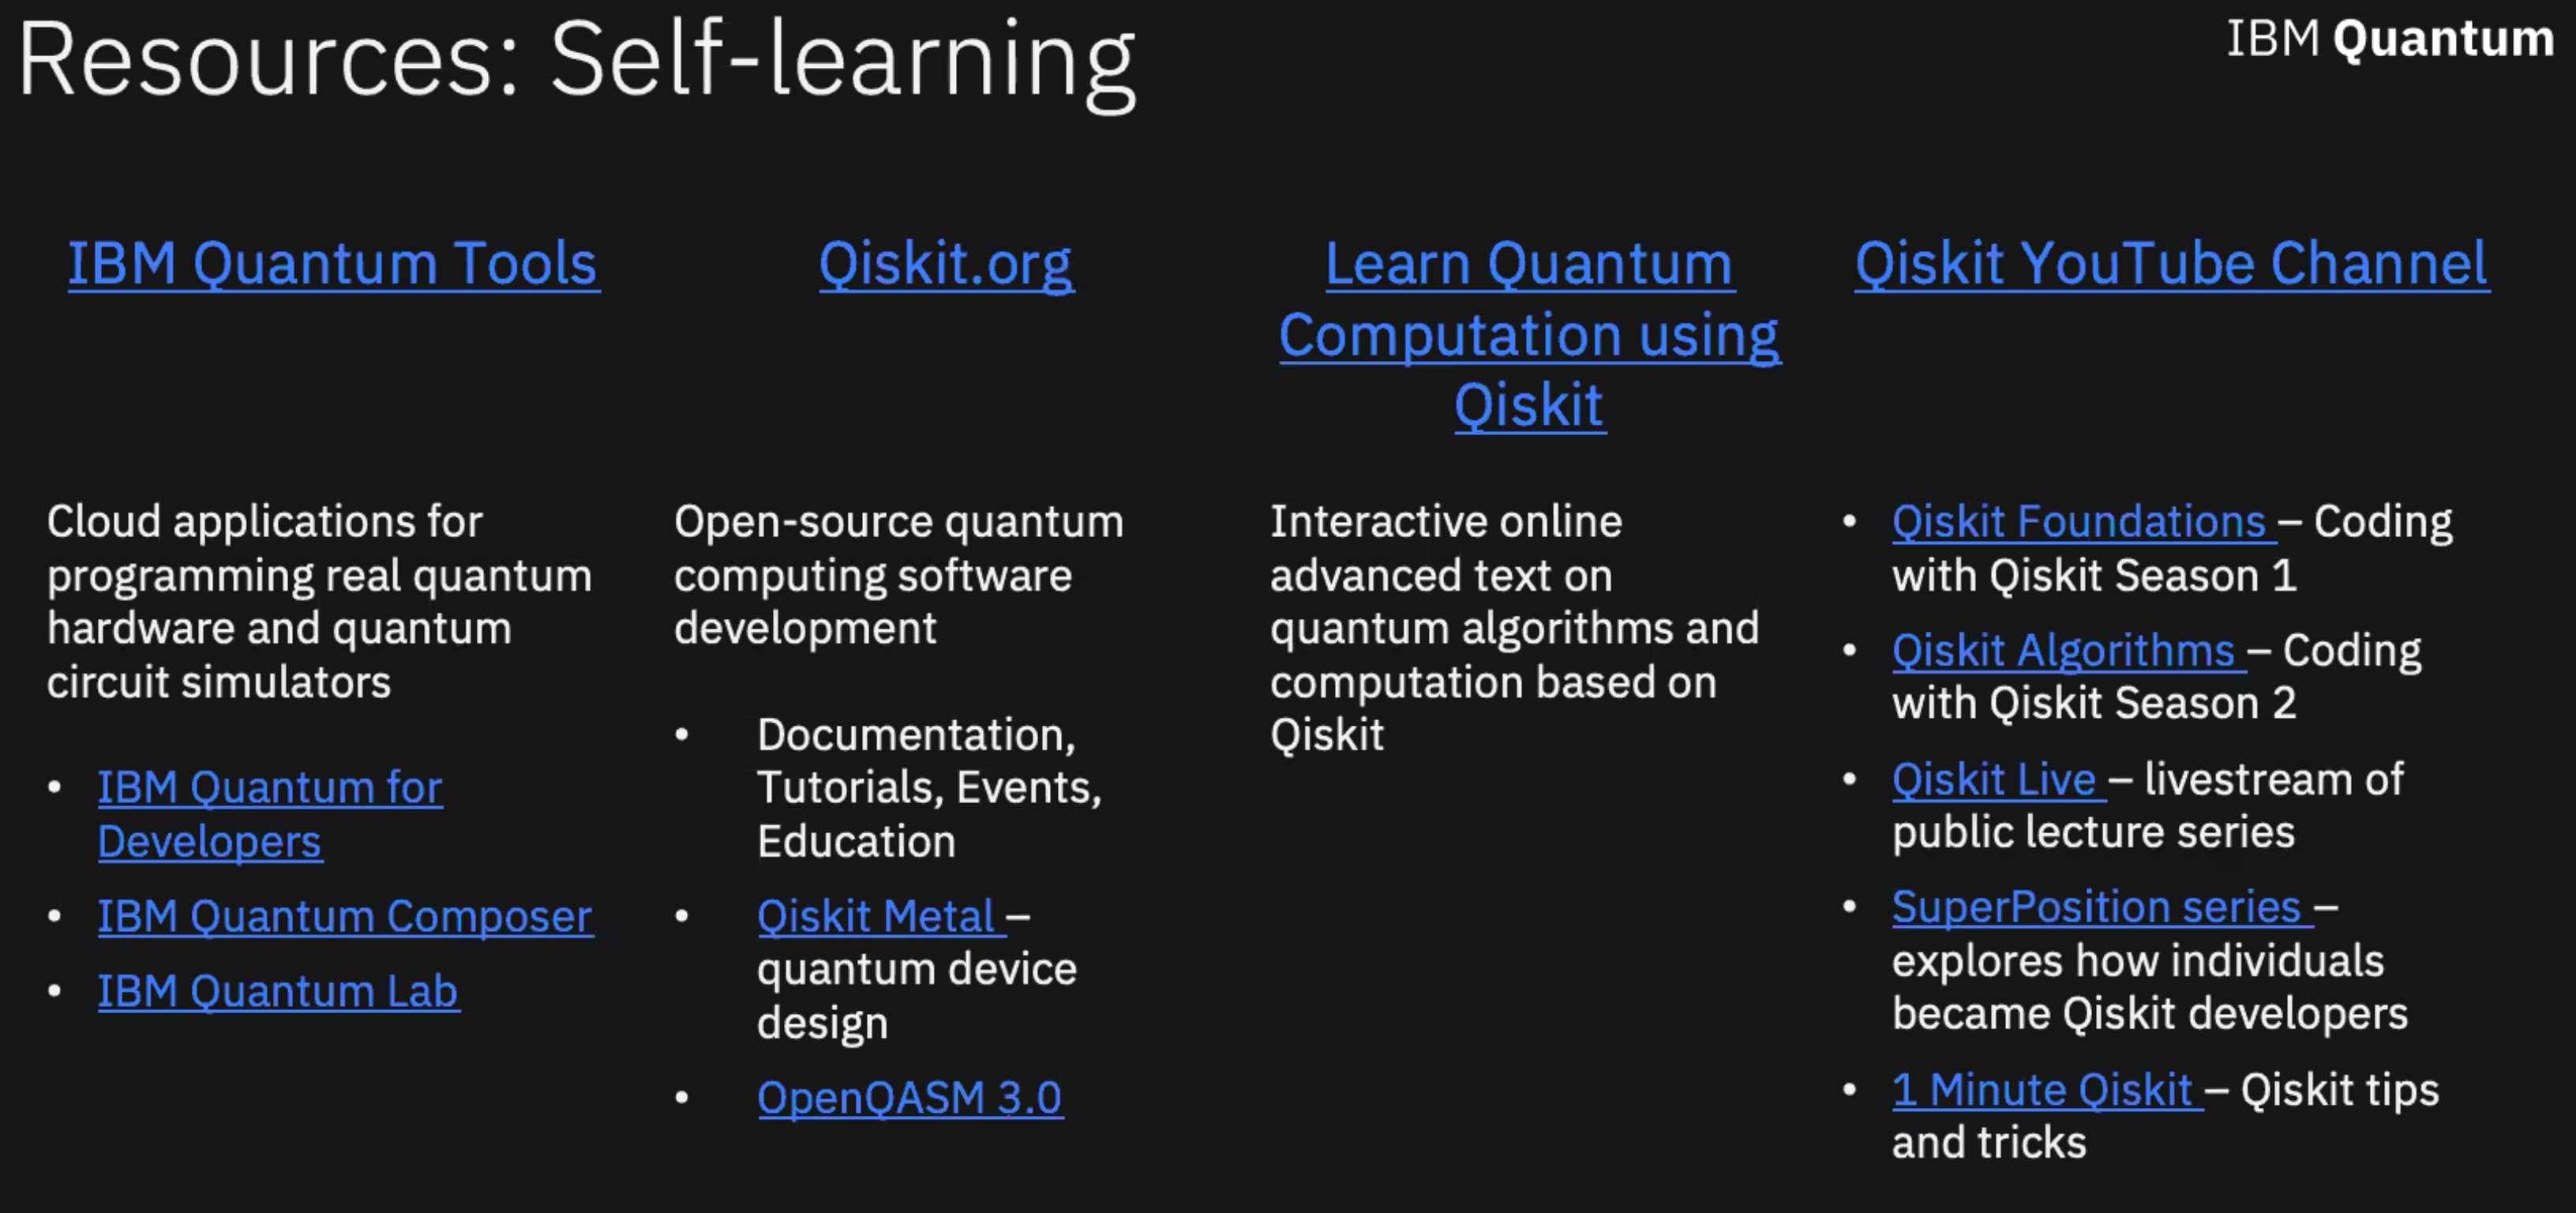 Resources: Self-learning
IBM Quantum
IBM Quantum Tools
Cloud applications for
programming real quantum
hardware and quantum
circuit simulators
• IBM Quantum for
Developers
• IBM Quantum Composer
• IBM Quantum Lab
Qiskit.org
Open-source quantum
computing software
development
• Documentation,
Tutorials, Events,
Education
• Qiskit Metal –
quantum device
design
• OpenQASM 3.0
Learn Quantum
Computation using
Qiskit
Interactive online
advanced text on
quantum algorithms and
computation based on
Qiskit
Qiskit YouTube Channel
• Qiskit Foundations – Coding
with Qiskit Season 1
• Qiskit Algorithms – Coding
with Qiskit Season 2
• Qiskit Live – livestream of
public lecture series
• SuperPosition series –
explores how individuals
became Qiskit developers
• 1 Minute Qiskit – Qiskit tips
and tricks